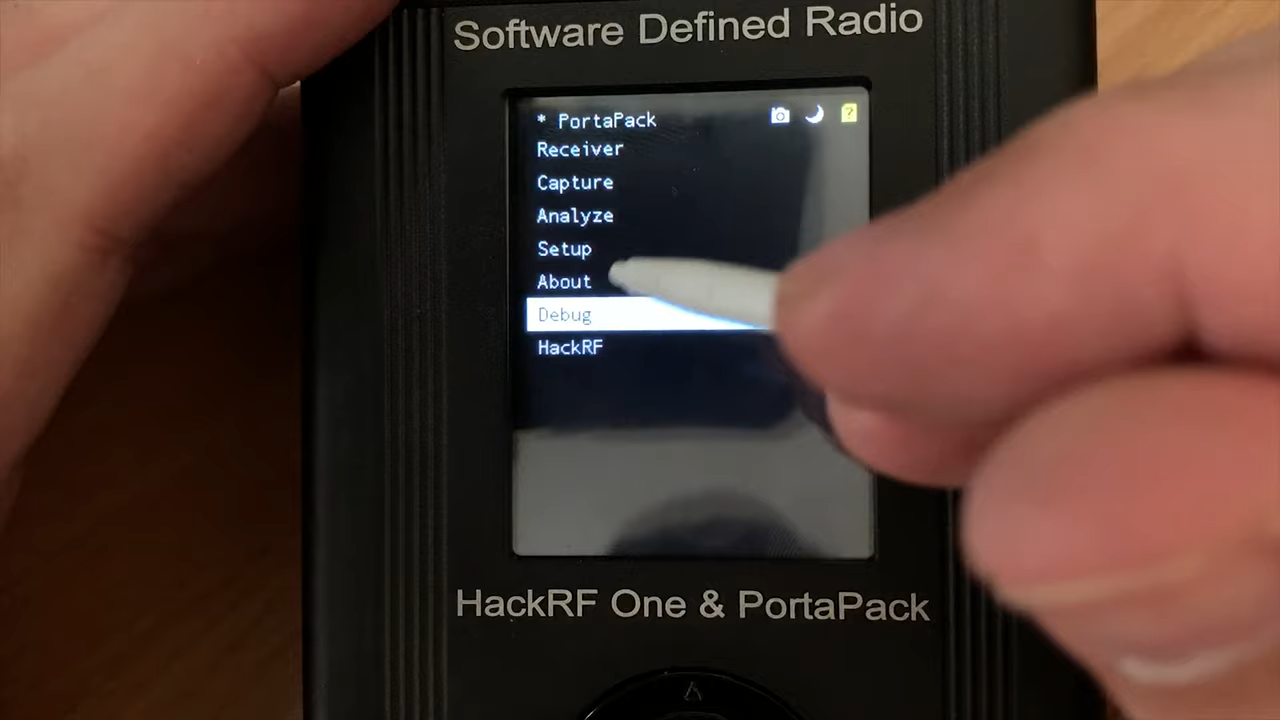 Software Defined Radio
* PortaPack ?
Receiver
Capture
Analyze
Setup
About
Debug
HackRF
HackRF One & PortaPack